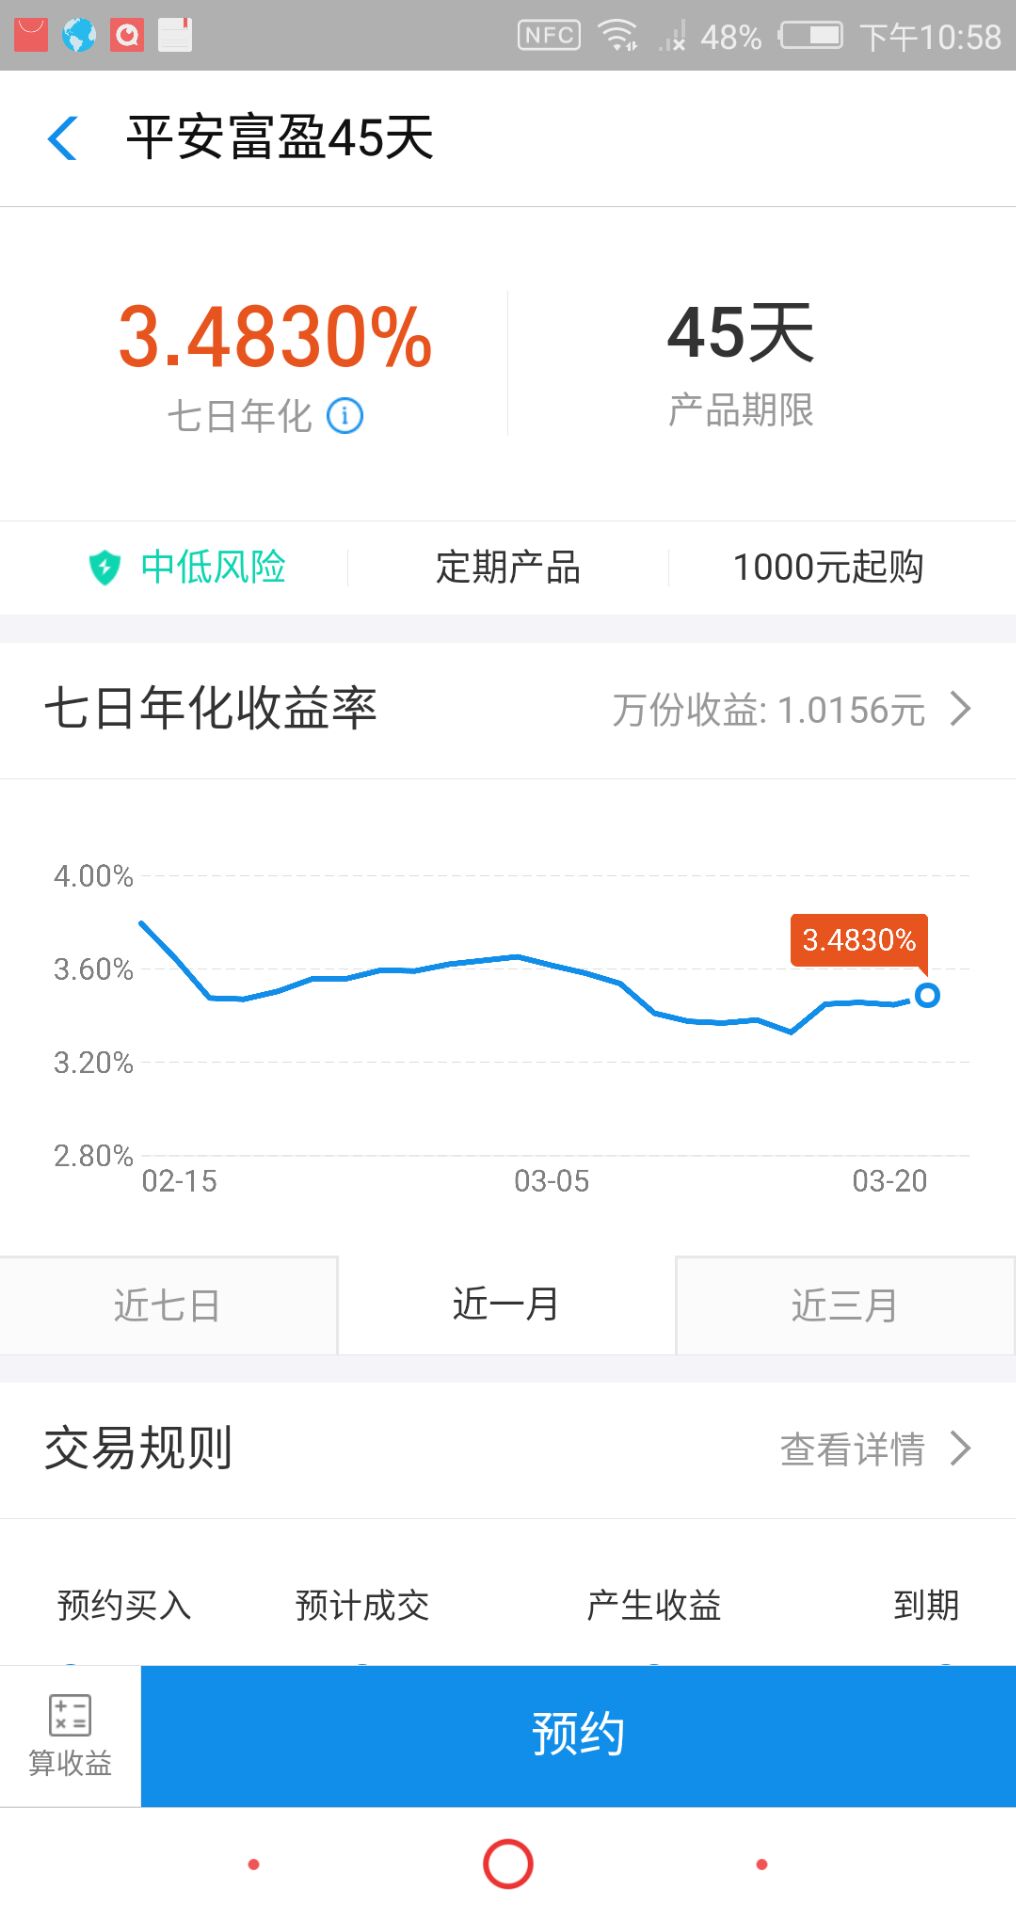 NFC 48% 下午10:58
平安富盈45天
3.4830% 45天
七日年化 产品期限
中低风险 定期产品 1000元起购
七日年化收益率 万份收益: 1.0156元
4.00%
3.4830%
3.60%
3.20%
2.80%
02-15 03-05 03-20
近七日 近一月 近三月
交易规则 查看详情
预约买入 预计成交 产生收益 到期
算收益 预约